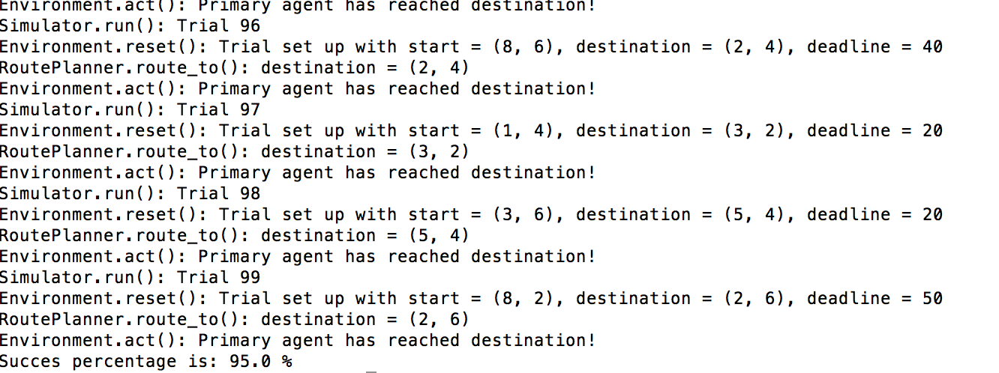 Environment.act(): Primary agent has reached destination!
Simulator.run(): Trial 96
Environment.reset(): Trial set up with start = (8, 6), destination = (2, 4), deadline = 40
RoutePlanner.route_to(): destination = (2, 4)
Environment.act(): Primary agent has reached destination!
Simulator.run(): Trial 97
Environment.reset(): Trial set up with start = (1, 4), destination = (3, 2), deadline = 20
RoutePlanner.route_to(): destination = (3, 2)
Environment.act(): Primary agent has reached destination!
Simulator.run(): Trial 98
Environment.reset(): Trial set up with start = (3, 6), destination = (5, 4), deadline = 20
RoutePlanner.route_to(): destination = (5, 4)
Environment.act(): Primary agent has reached destination!
Simulator.run(): Trial 99
Environment.reset(): Trial set up with start = (8, 2), destination = (2, 6), deadline = 50
RoutePlanner.route_to(): destination = (2, 6)
Environment.act(): Primary agent has reached destination!
Succes percentage is: 95.0 %